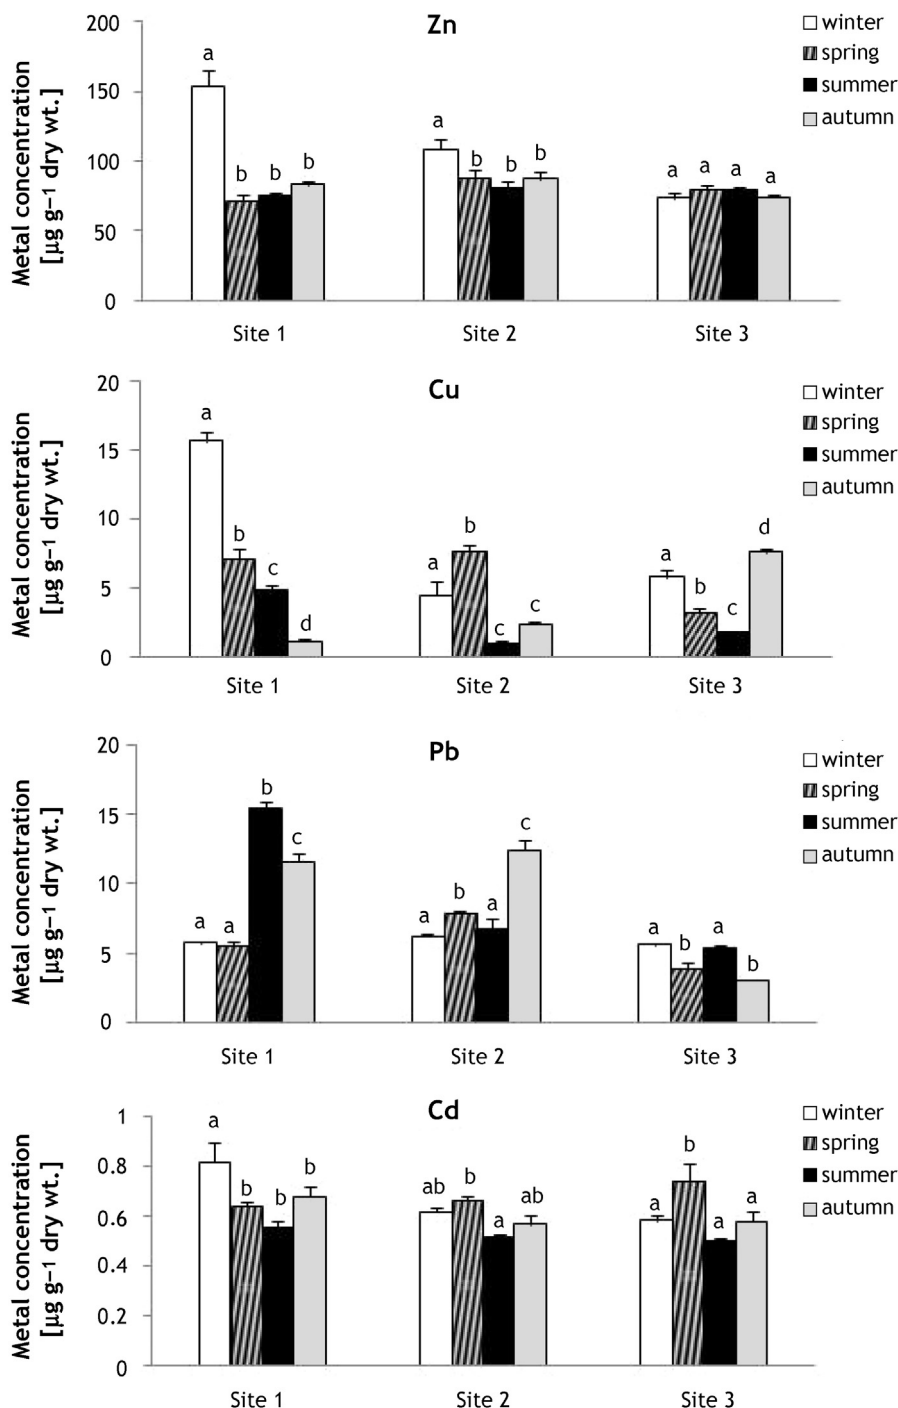 Zn
winter
spring
summer
autumn
Metal concentration
[µg g–1 dry wt.]
200
150
100
50
0
a
b
b
b
a
b
b
b
a
a
a
a
Site 1
Site 2
Site 3
Cu
winter
spring
summer
autumn
Metal concentration
[µg g–1 dry wt.]
20
15
10
5
0
a
b
c
d
a
b
c
c
a
b
c
d
Site 1
Site 2
Site 3
Pb
winter
spring
summer
autumn
Metal concentration
[µg g–1 dry wt.]
20
15
10
5
0
a
a
b
c
a
b
a
c
a
b
a
b
Site 1
Site 2
Site 3
Cd
winter
spring
summer
autumn
Metal concentration
[µg g–1 dry wt.]
1
0.8
0.6
0.4
0.2
0
a
b
b
b
ab
b
a
ab
a
b
a
a
Site 1
Site 2
Site 3